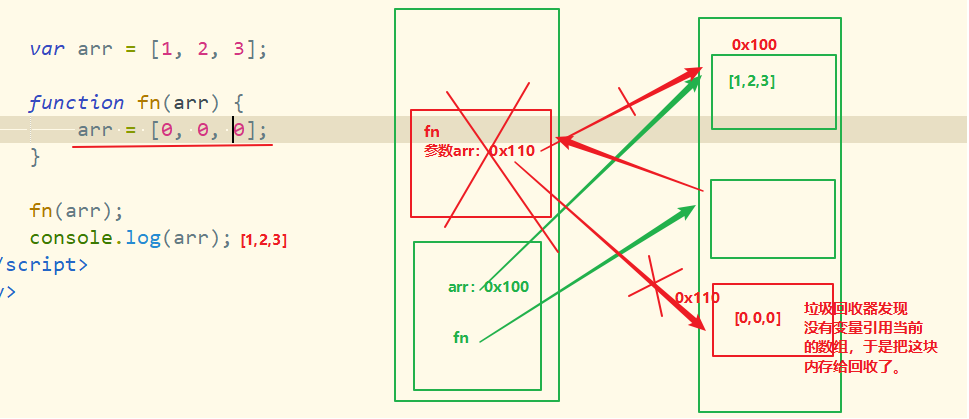 var arr = [1, 2, 3];
function fn(arr) {
arr = [0, 0, 0];
}
fn(arr);
console.log(arr); [1,2,3]
/script>
y>
fn
参数arr：0x110
arr：0x100
fn
0x100
[1,2,3]
0x110
[0,0,0]
垃圾回收器发现
没有变量引用当前
的数组，于是把这块
内存给回收了。